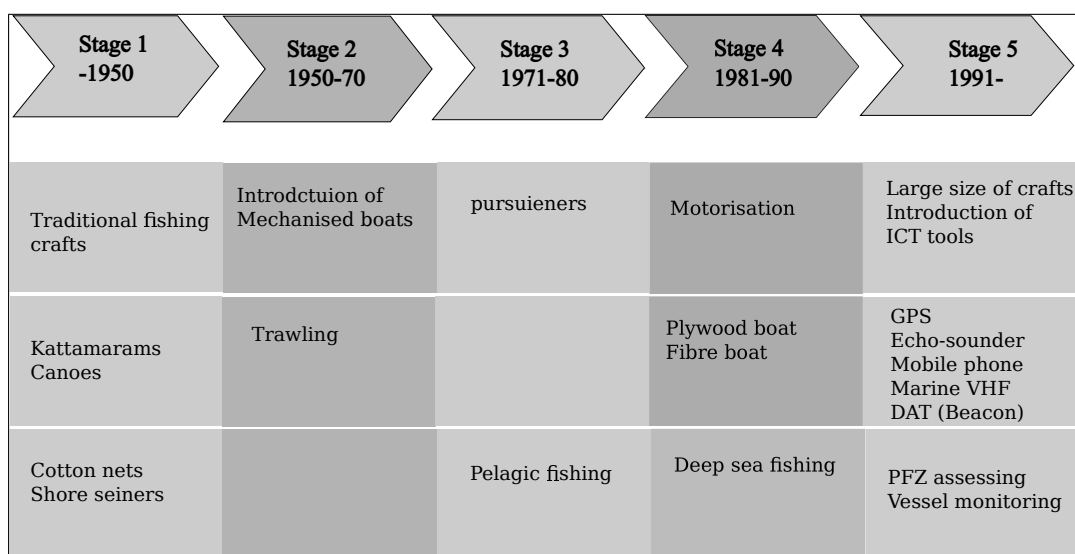 Stage 1
-1950
Stage 2
1950-70
Stage 3
1971-80
Stage 4
1981-90
Stage 5
1991-
Traditional fishing
crafts
Introdctuion of
Mechanised boats
pursuieners
Motorisation
Large size of crafts
Introduction of
ICT tools
Kattamarams
Canoes
Trawling
Plywood boat
Fibre boat
GPS
Echo-sounder
Mobile phone
Marine VHF
DAT (Beacon)
Cotton nets
Shore seiners
Pelagic fishing
Deep sea fishing
PFZ assessing
Vessel monitoring